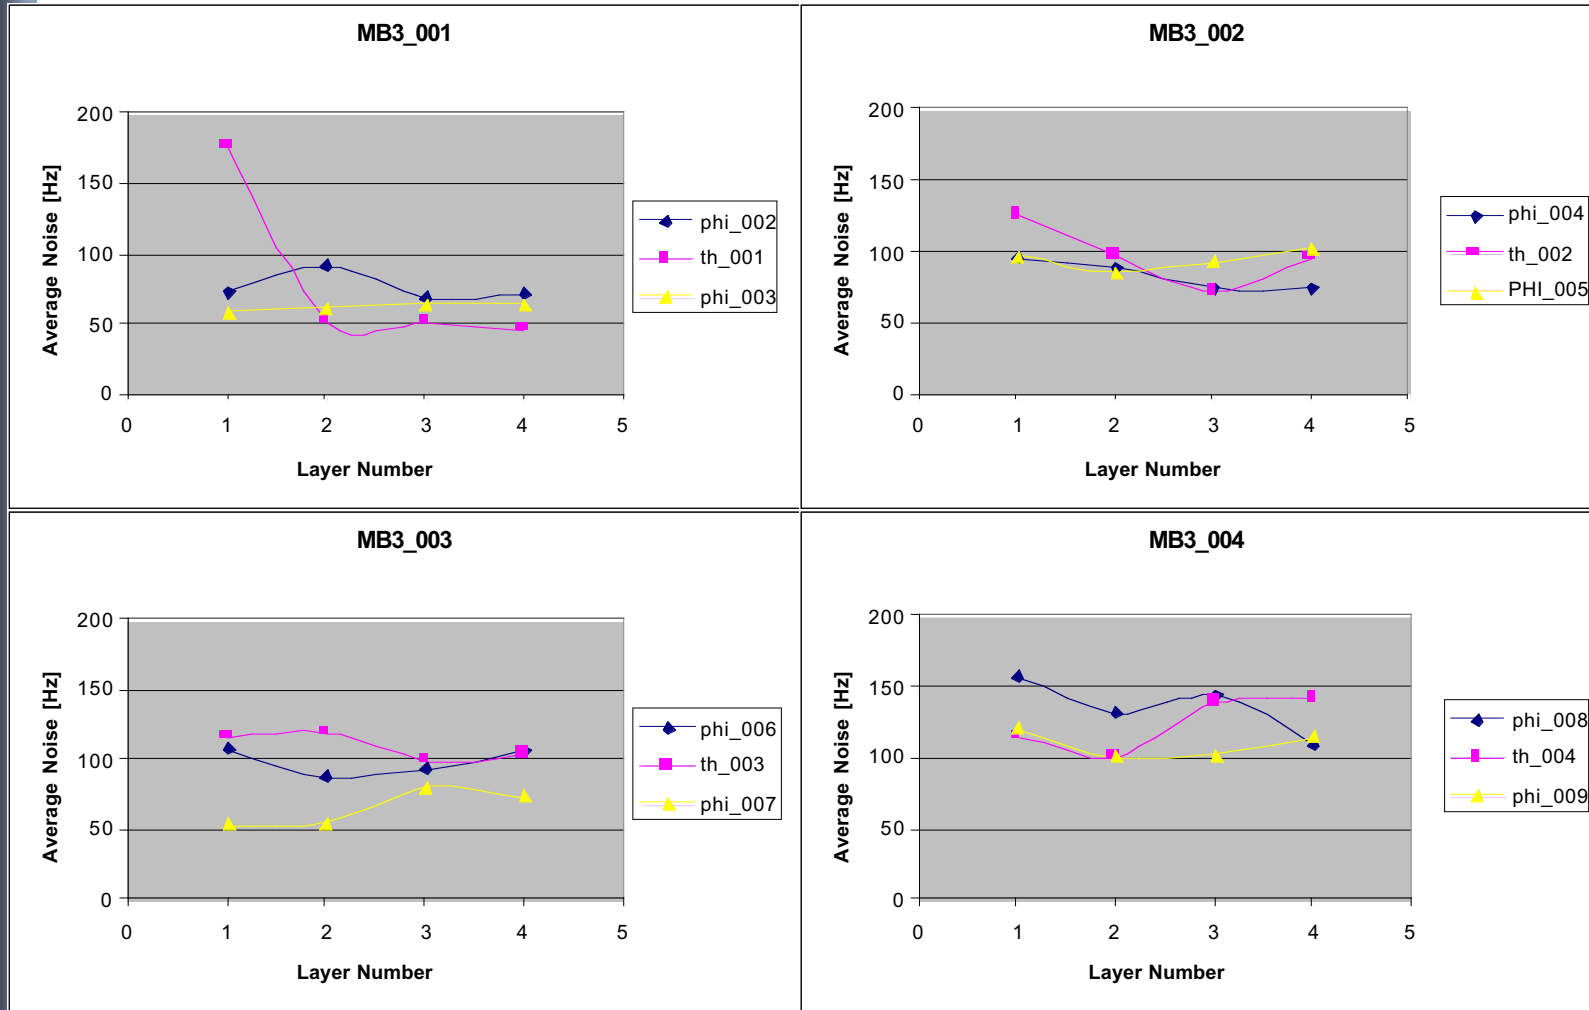 MB3_001
200
150
100
50
0
0 1 2 3 4 5
Average Noise [Hz]
Layer Number
phi_002
th_001
phi_003
MB3_002
200
150
100
50
0
0 1 2 3 4 5
Average Noise [Hz]
Layer Number
phi_004
th_002
PHI_005
MB3_003
200
150
100
50
0
0 1 2 3 4 5
Average Noise [Hz]
Layer Number
phi_006
th_003
phi_007
MB3_004
200
150
100
50
0
0 1 2 3 4 5
Average Noise [Hz]
Layer Number
phi_008
th_004
phi_009